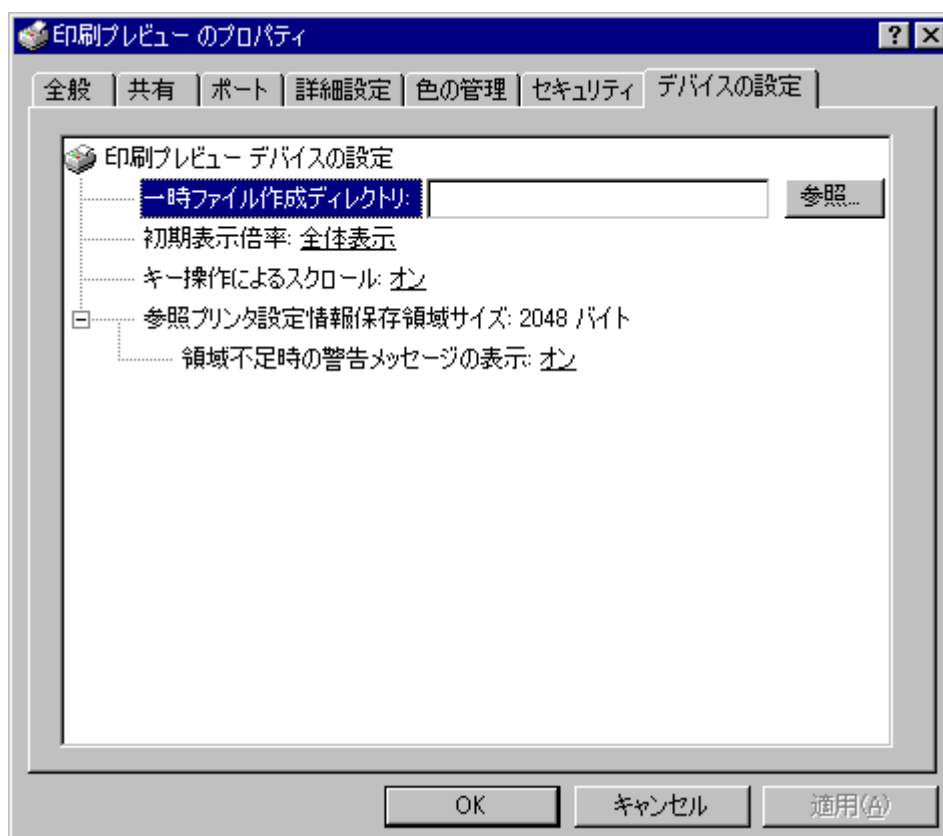 印刷プレビュー のプロパティ
全般 共有 ポート 詳細設定 色の管理 セキュリティ デバイスの設定
印刷プレビュー デバイスの設定
一時ファイル作成ディレクトリ: 参照...
初期表示倍率: 全体表示
キー操作によるスクロール: オン
参照プリンタ設定情報保存領域サイズ: 2048 バイト
領域不足時の警告メッセージの表示: オン
OK キャンセル 適用(A)